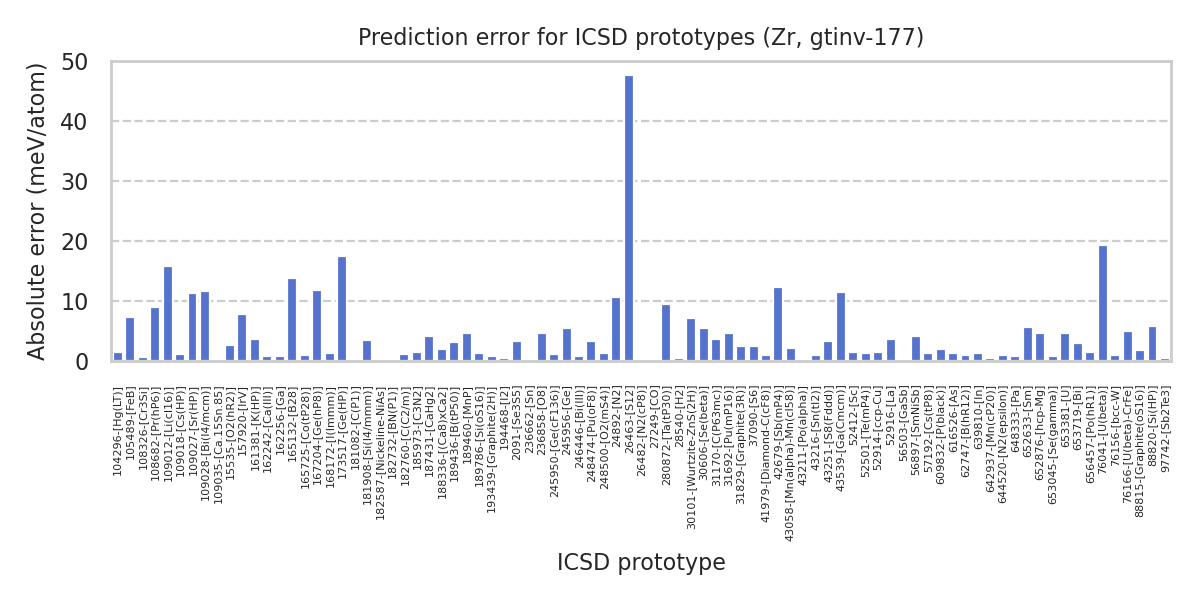 Prediction error for ICSD prototypes (Zr, gtinv-177)
Absolute error (meV/atom)
50
40
30
20
10
0
104296-[Hg(LT)]
105489-[FeB]
108326-[Cr3Si]
108682-[Pr(hP6)]
109012-[Li(cI16)]
109018-[Cs(HP)]
109027-[Sr(HP)]
109028-[Bi(I4/mcm)]
109035-[Ca.15Sn.85]
15535-[O2(hR2)]
157920-[IrV]
161381-[K(HP)]
162242-[Ca(III)]
162256-[Ga]
165132-[B28]
165725-[Co(tP28)]
167204-[Ge(hP8)]
168172-[I(Immm)]
173517-[Ge(HP)]
181082-[C(P1)]
181908-[Si(I4/mmm)]
182587-[Nickeline-NiAs]
182732-[BN(P1)]
182760-[C(C2/m)]
185973-[C3N2]
187431-[CaHg2]
188336-[(Ca8)xCa2]
189436-[B(tP50)]
189460-[MnP]
189786-[Si(oS16)]
193439-[Graphite(2H)]
194468-[I2]
2091-[Se3S5]
236662-[Sn]
236858-[O8]
245950-[Ge(cF136)]
245956-[Ge]
246446-[Bi(III)]
248474-[Pu(oF8)]
248500-[O2(mS4)]
24892-[N2]
26463-[S12]
26482-[N2(cP8)]
27249-[CO]
280872-[Ta(tP30)]
28540-[H2]
30101-[Wurtzite-ZnS(2H)]
30606-[Se(beta)]
31170-[C(P63mc)]
31692-[Pu(mP16)]
31829-[Graphite(3R)]
37090-[S6]
41979-[Diamond-C(cF8)]
42679-[Sb(mP4)]
43058-[Mn(alpha)-Mn(cI58)]
43211-[Po(alpha)]
43216-[Sn(tI2)]
43251-[S8(Fddd)]
43539-[Ga(Cmcm)]
52412-[Sc]
52501-[Te(mP4)]
52914-[ccp-Cu]
52916-[La]
56503-[GaSb]
56897-[SmNiSb]
57192-[Cs(tP8)]
609832-[P(black)]
616526-[As]
62747-[B(hR12)]
639810-[In]
642937-[Mn(cP20)]
644520-[N2(epsilon)]
648333-[Pa]
652633-[Sm]
652876-[hcp-Mg]
653045-[Se(gamma)]
653381-[U]
653719-[Bi]
656457-[Po(hR1)]
76041-[U(beta)]
76156-[bcc-W]
76166-[U(beta)-CrFe]
88815-[Graphite(oS16)]
88820-[Si(HP)]
97742-[Sb2Te3]
ICSD prototype